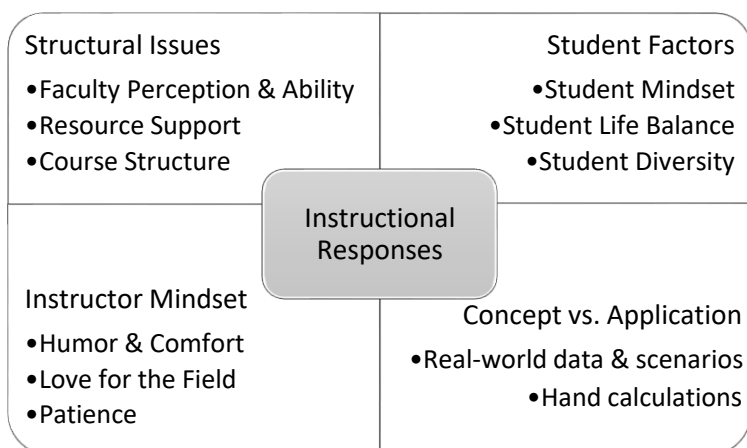 Structural Issues
•Faculty Perception & Ability
•Resource Support
•Course Structure
Student Factors
•Student Mindset
•Student Life Balance
•Student Diversity
Instructional
Responses
Instructor Mindset
•Humor & Comfort
•Love for the Field
•Patience
Concept vs. Application
•Real-world data & scenarios
•Hand calculations